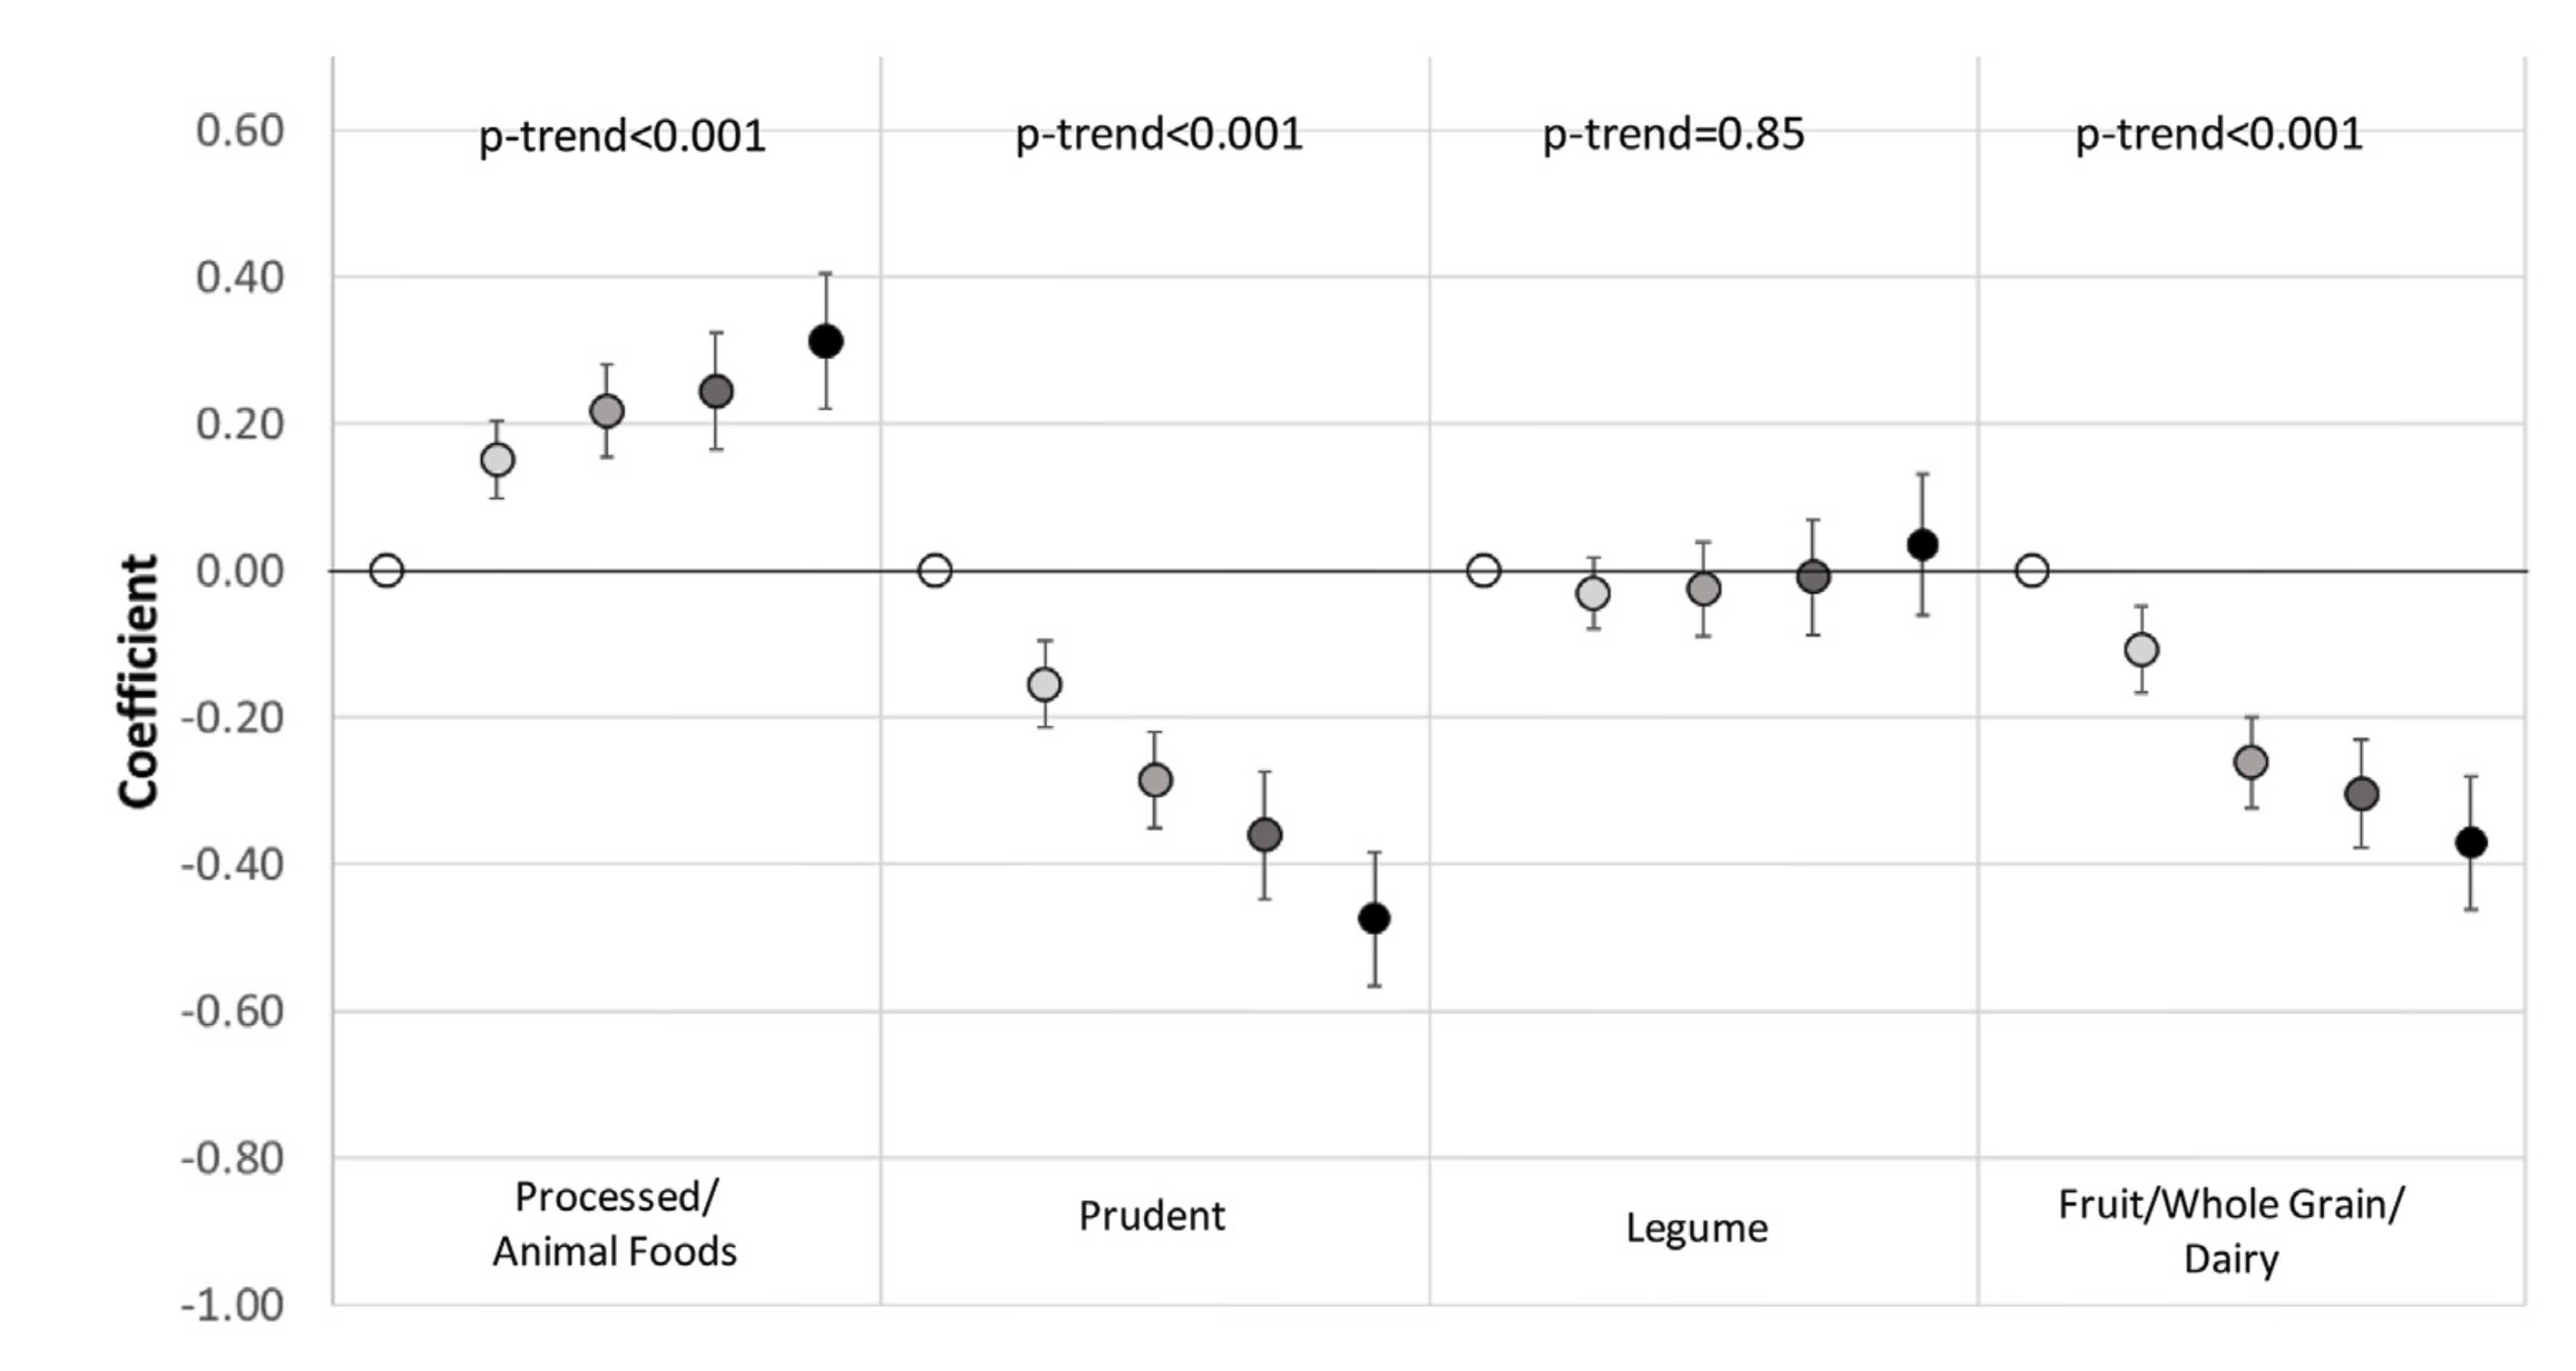 0.60
0.40
0.20
0.00
-0.20
-0.40
-0.60
-0.80
-1.00
Coefficient
p-trend<0.001
p-trend<0.001
p-trend=0.85
p-trend<0.001
Processed/
Animal Foods
Prudent
Legume
Fruit/Whole Grain/
Dairy